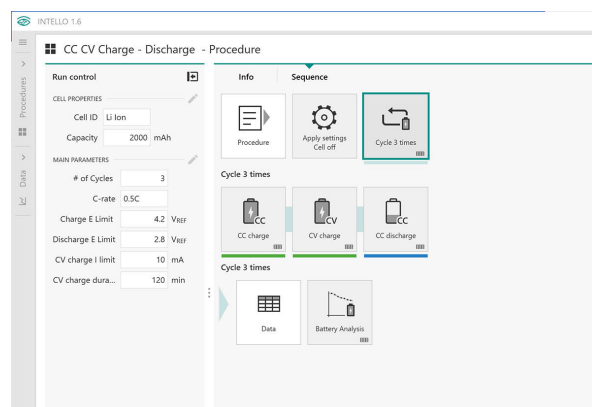 INTELLO 1.6
CC CV Charge - Discharge - Procedure
Run control
CELL PROPERTIES
Cell ID Li Ion
Capacity 2000 mAh
MAIN PARAMETERS
# of Cycles 3
C-rate 0.5C
Charge E Limit 4.2 VREF
Discharge E Limit 2.8 VREF
CV charge I limit 10 mA
CV charge dura... 120 min
Procedures
Data
Info Sequence
Procedure
Apply settings
Cell off
Cycle 3 times
Cycle 3 times
CC
CC charge
CV
CV charge
CC
CC discharge
Cycle 3 times
Data
Battery Analysis